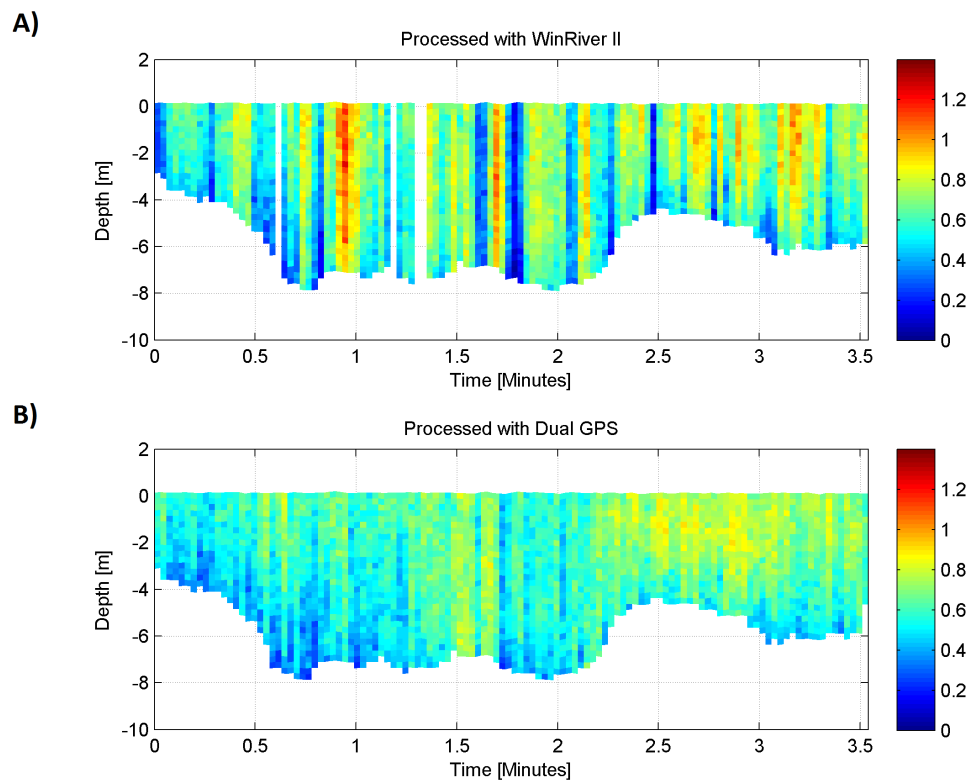 A)
Processed with WinRiver II
2
0
-2
-4
-6
-8
-10
Depth [m]
0 0.5 1 1.5 2 2.5 3 3.5
Time [Minutes]
1.2
1
0.8
0.6
0.4
0.2
0
B)
Processed with Dual GPS
2
0
-2
-4
-6
-8
-10
Depth [m]
0 0.5 1 1.5 2 2.5 3 3.5
Time [Minutes]
1.2
1
0.8
0.6
0.4
0.2
0